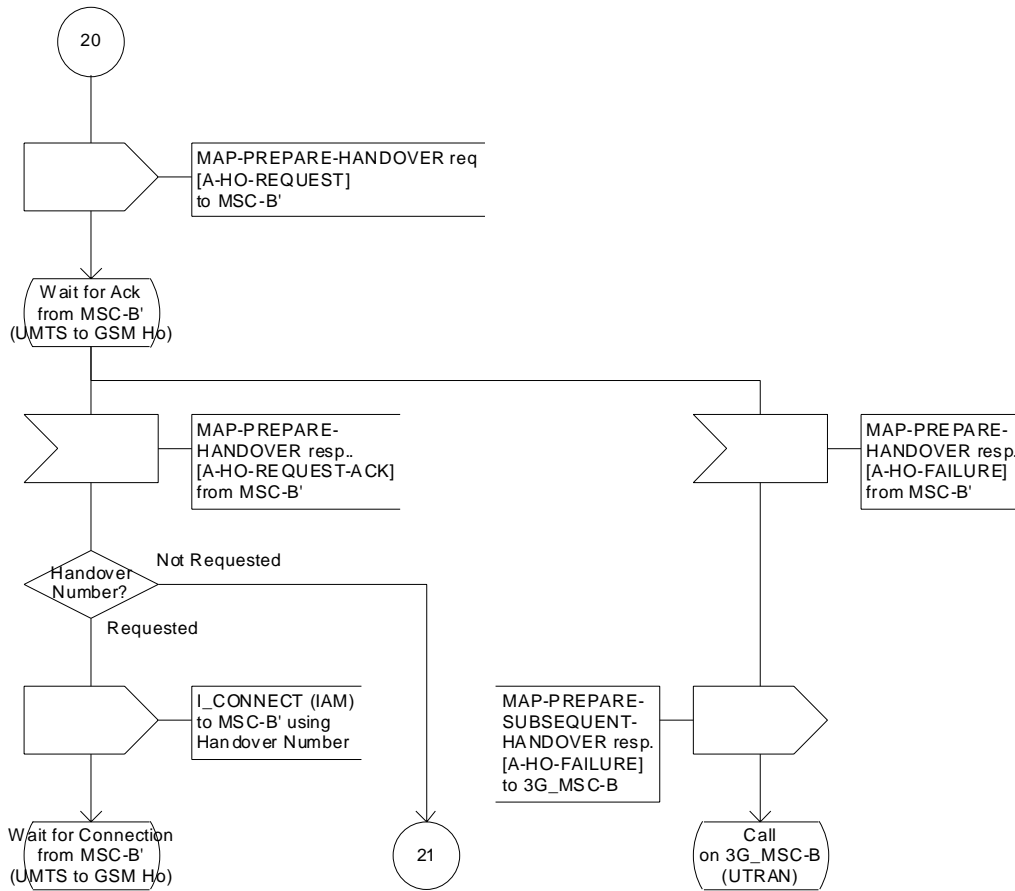 20
MAP-PREPARE-HANDOVER req
[A-HO-REQUEST]
to MSC-B'
Wait for Ack
from MSC-B'
(UMTS to GSM Ho)
MAP-PREPARE-
HANDOVER resp..
[A-HO-REQUEST-ACK]
from MSC-B'
MAP-PREPARE-
HANDOVER resp.
[A-HO-FAILURE]
from MSC-B'
Handover
Number?
Not Requested
Requested
I_CONNECT (IAM)
to MSC-B' using
Handover Number
MAP-PREPARE-
SUBSEQUENT-
HANDOVER resp.
[A-HO-FAILURE]
to 3G_MSC-B
Wait for Connection
from MSC-B'
(UMTS to GSM Ho)
21
Call
on 3G_MSC-B
(UTRAN)